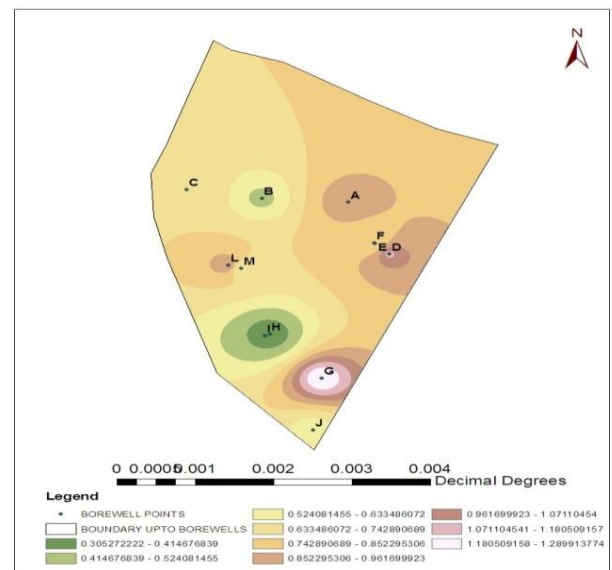 N
C
B
A
F
E D
L
M
I H
G
J
0 0.0005 0.001 0.002 0.003 0.004
Decimal Degrees
Legend
BOREWELL POINTS
BOUNDARY UPTO BOREWELLS
0.305272222 - 0.414676839
0.414676839 - 0.524081455
0.524081455 - 0.633486072
0.633486072 - 0.742890689
0.742890689 - 0.852295306
0.852295306 - 0.961699923
0.961699923 - 1.07110454
1.071104541 - 1.180509157
1.180509158 - 1.289913774